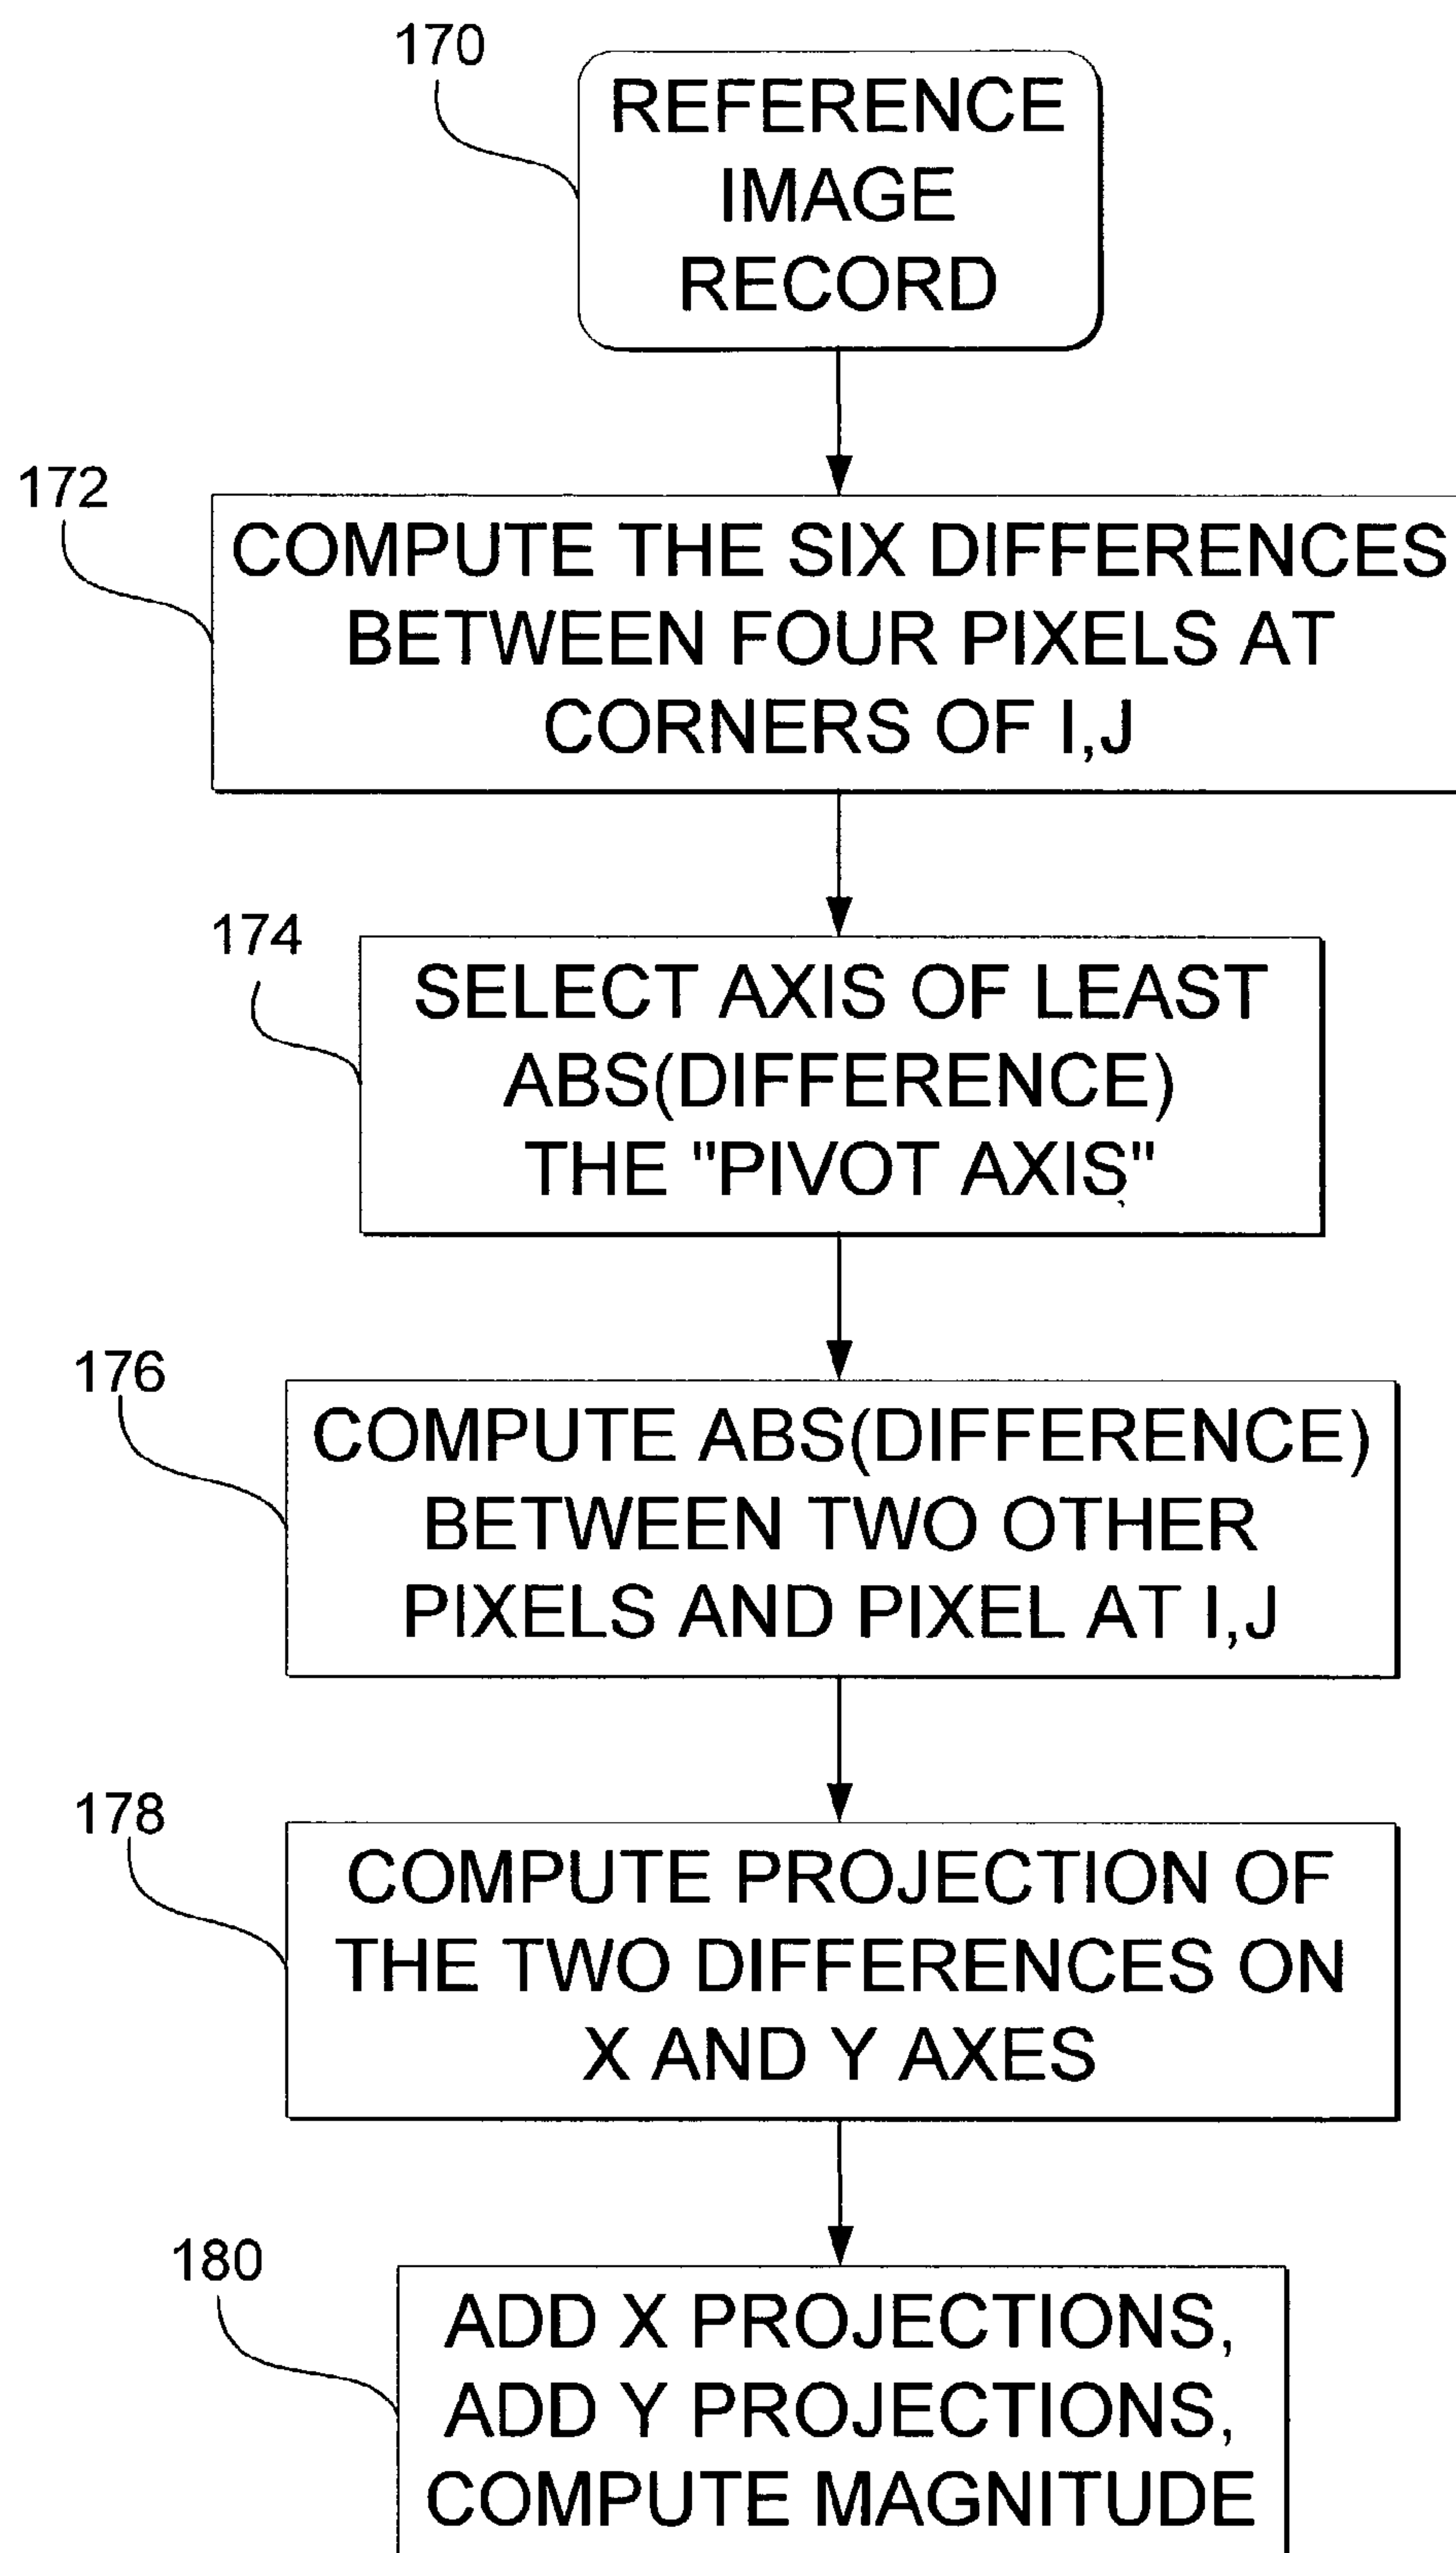 170
REFERENCE
IMAGE
RECORD
172
COMPUTE THE SIX DIFFERENCES
BETWEEN FOUR PIXELS AT
CORNERS OF I,J
174
SELECT AXIS OF LEAST
ABS(DIFFERENCE)
THE "PIVOT AXIS"
176
COMPUTE ABS(DIFFERENCE)
BETWEEN TWO OTHER
PIXELS AND PIXEL AT I,J
178
COMPUTE PROJECTION OF
THE TWO DIFFERENCES ON
X AND Y AXES
180
ADD X PROJECTIONS,
ADD Y PROJECTIONS,
COMPUTE MAGNITUDE